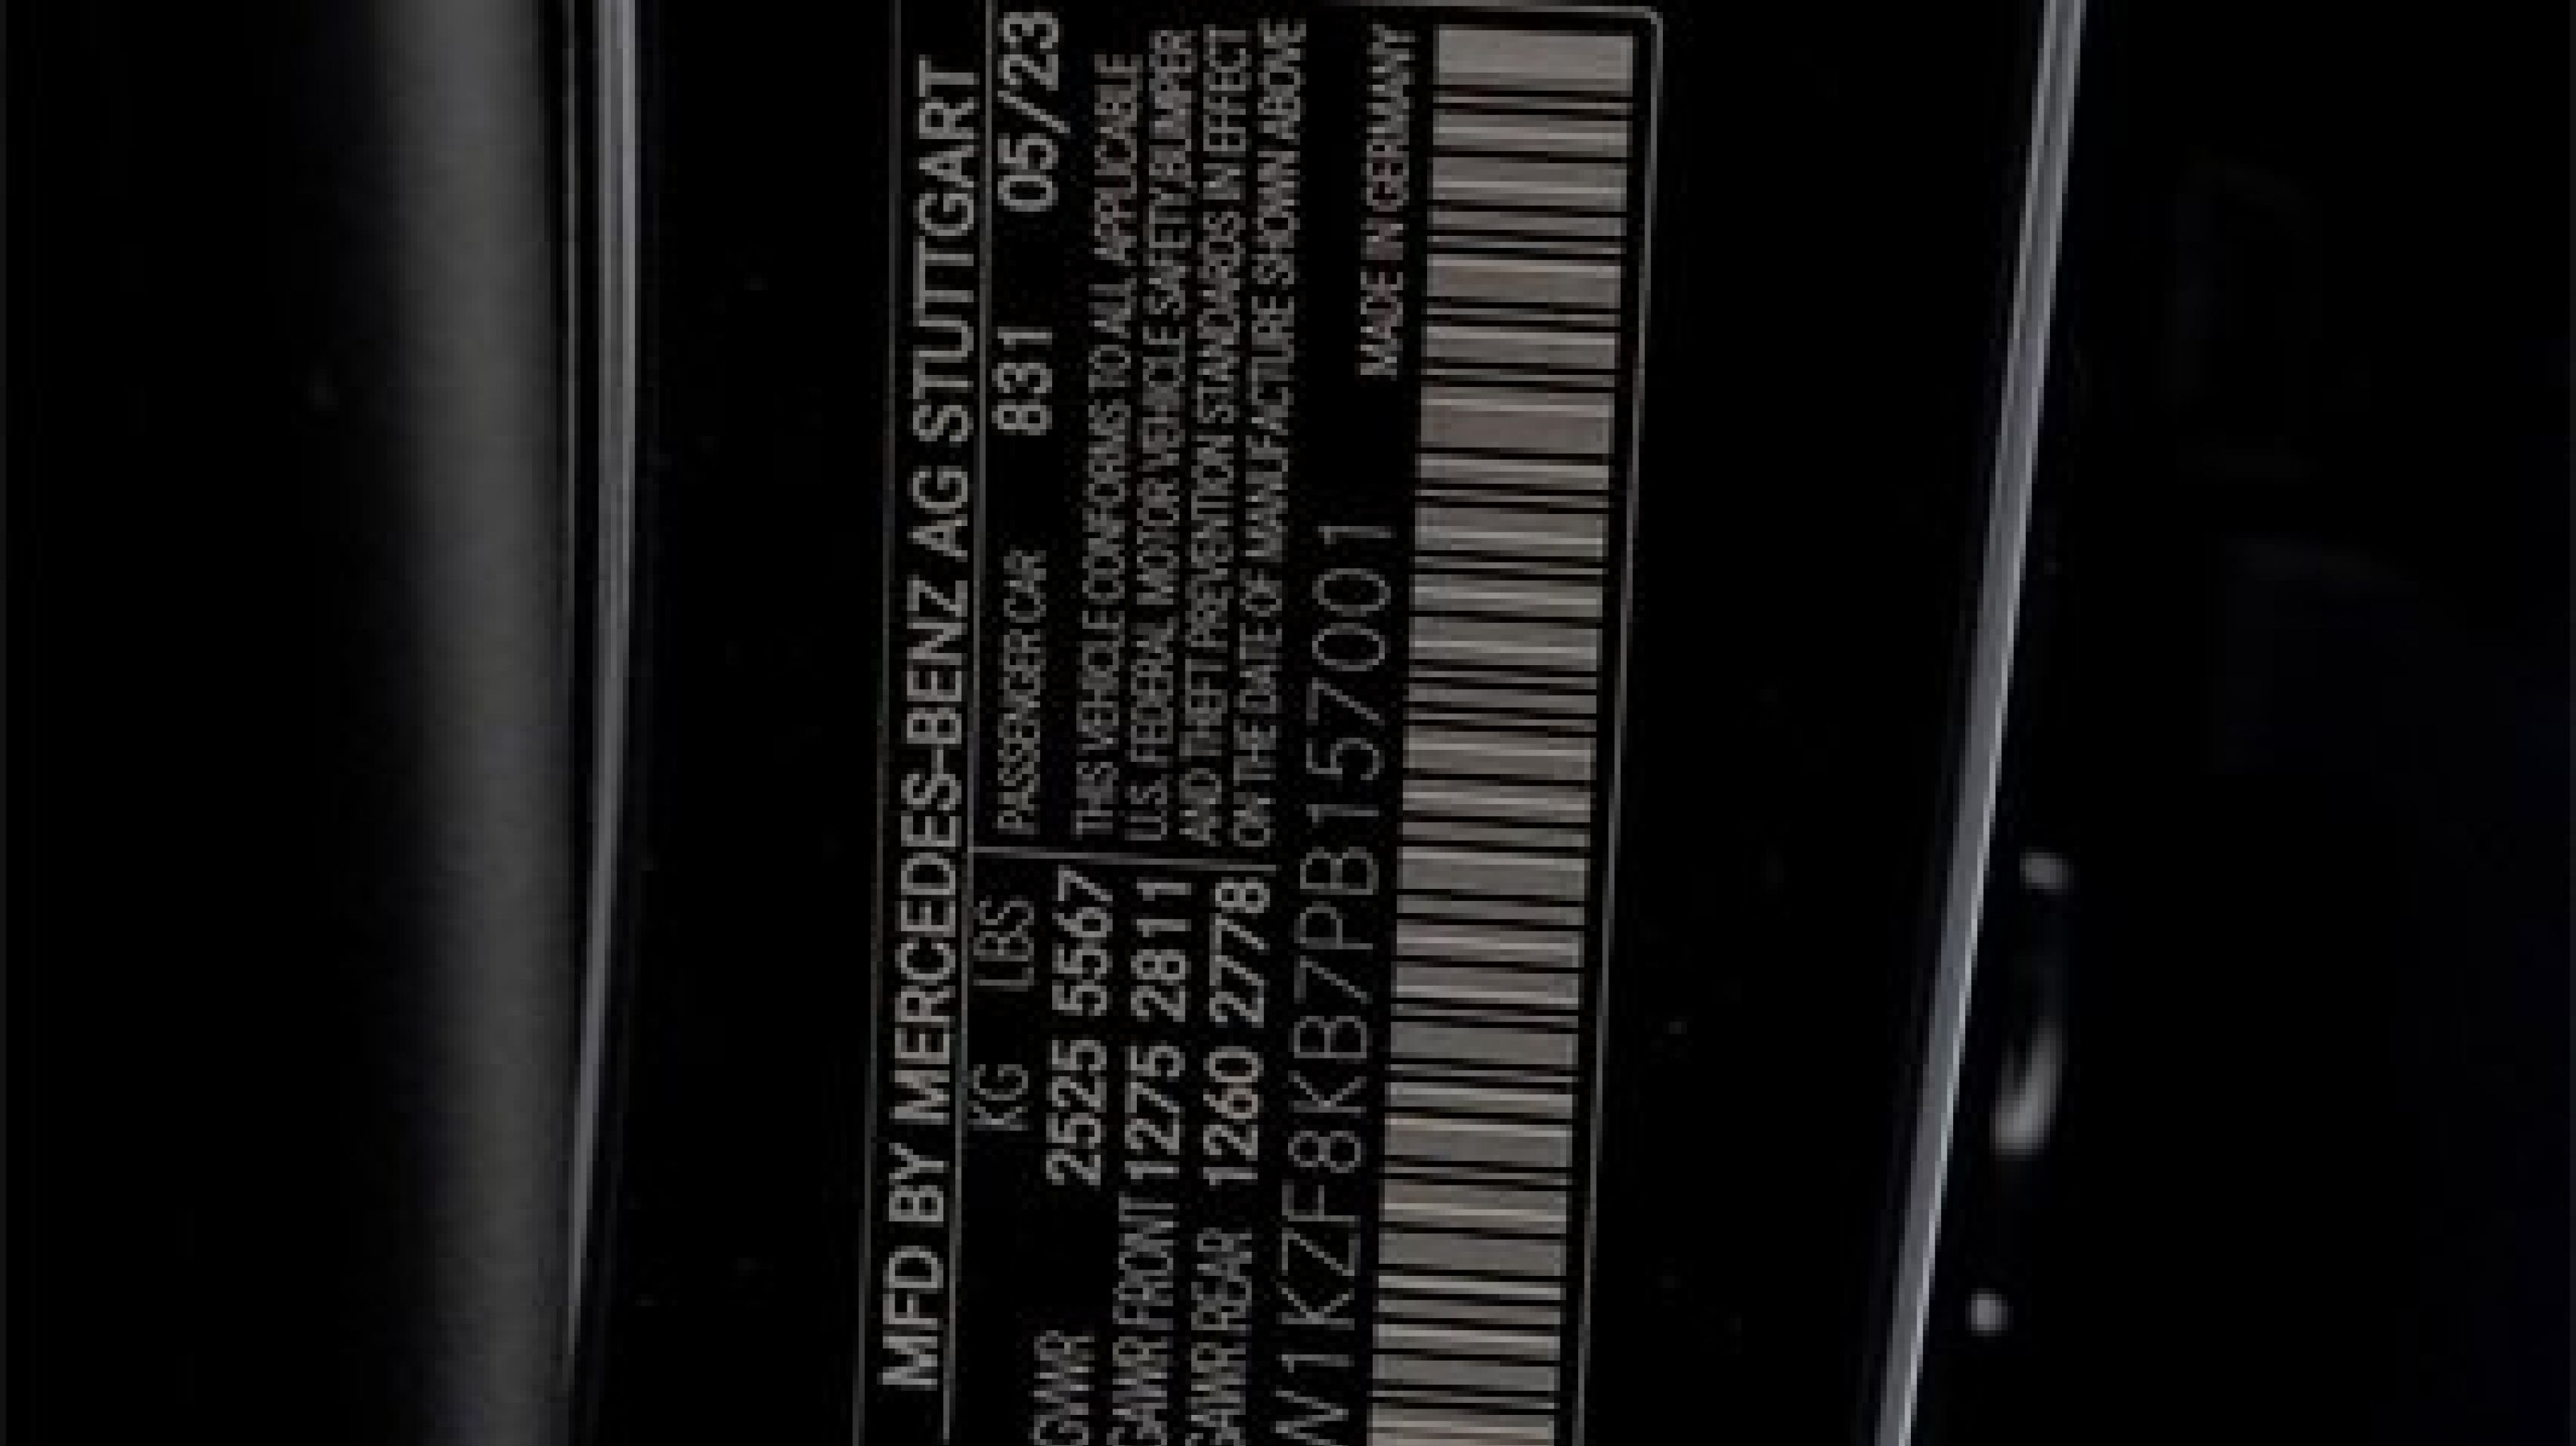 MFD BY MERCEDES-BENZ AG STUTTGART
KG LBS
GVWR 2525 5567
GAWR FRONT 1275 2811
GAWR REAR 1260 2778
PASSENGER CAR 831 05/23
THIS VEHICLE CONFORMS TO ALL APPLICABLE
U.S. FEDERAL MOTOR VEHICLE SAFETY/BUMPER
AND THEFT PREVENTION STANDARDS IN EFFECT
ON THE DATE OF MANUFACTURE SHOWN ABOVE
W1KZF8KB7PB157001
MADE IN GERMANY